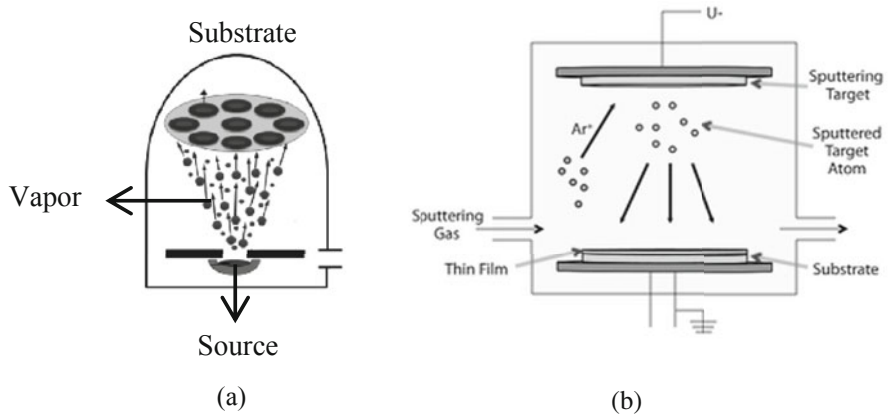 Substrate
Vapor
Source
(a)
U-
Sputtering
Target
Ar+
Sputtered
Target
Atom
Sputtering
Gas
Thin Film
Substrate
(b)